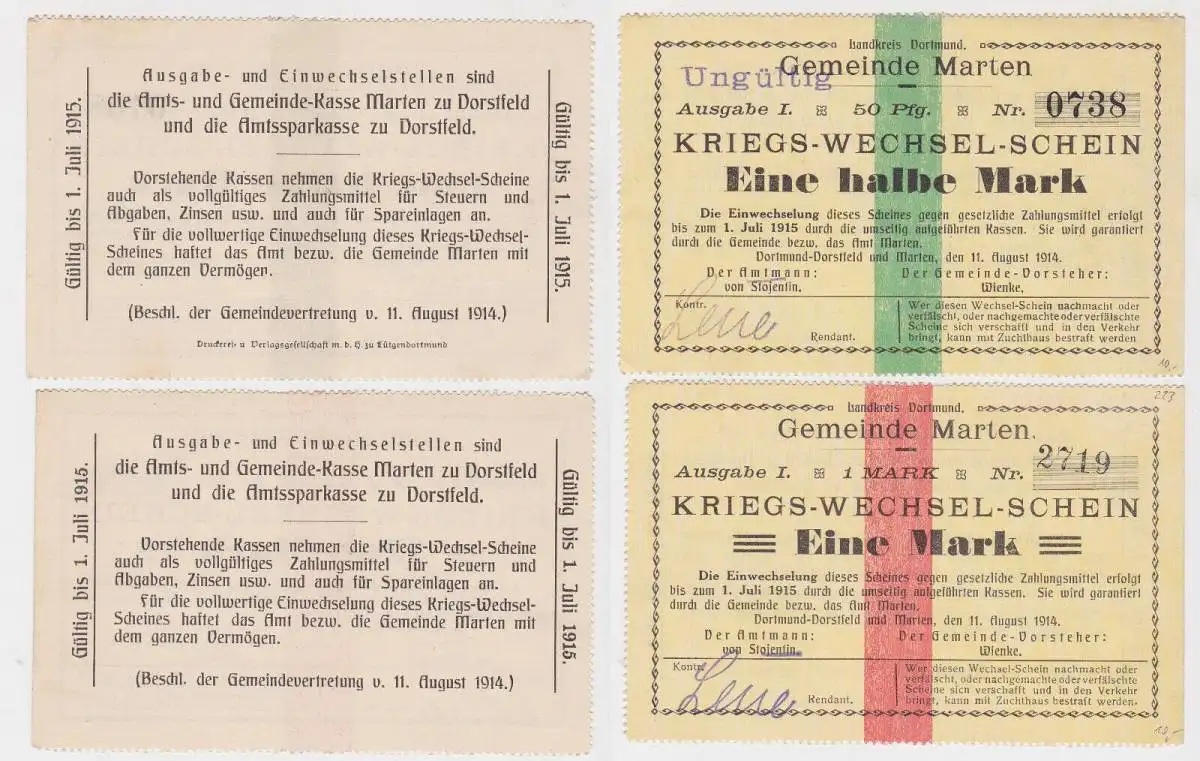 Ausgabe- und Einwechselstellen sind
die Amts- und Gemeinde-Kasse Marten zu Dorstfeld
und die Amtssparkasse zu Dorstfeld.
Vorstehende Kassen nehmen die Kriegs-Wechsel-Scheine
auch als vollgültiges Zahlungsmittel für Steuern und
Abgaben, Zinsen usw. und auch für Spareinlagen an.
Für die vollwertige Einwechselung dieses Kriegs-Wechsel-
Scheines haftet das Amt bezw. die Gemeinde Marten mit
dem ganzen Vermögen.
(Beschl. der Gemeindevertretung v. 11. August 1914.)
Druckerei- u Verlagsgesellschaft m. b. H. zu Lütgendortmund
Gültig bis 1. Juli 1915.
Gültig bis 1. Juli 1915.
Landkreis Dortmund.
Gemeinde Marten
Ungültig
Ausgabe I. 50 Pfg. Nr. 0738
KRIEGS-WECHSEL-SCHEIN
Eine halbe Mark
Die Einwechselung dieses Scheines gegen gesetzliche Zahlungsmittel erfolgt
bis zum 1. Juli 1915 durch die umseitig aufgeführten Kassen. Sie wird garantiert
durch die Gemeinde bezw. das Amt Marten.
Dortmund-Dorstfeld und Marten, den 11. August 1914.
Der Amtmann: Der Gemeinde-Vorsteher:
von Stojentin. Wienke.
Kontr.
Rendant.
Wer diesen Wechsel-Schein nachmacht oder
verfälscht, oder nachgemachte oder verfälschte
Scheine sich verschafft und in den Verkehr
bringt, kann mit Zuchthaus bestraft werden
10,-
Ausgabe- und Einwechselstellen sind
die Amts- und Gemeinde-Kasse Marten zu Dorstfeld
und die Amtssparkasse zu Dorstfeld.
Vorstehende Kassen nehmen die Kriegs-Wechsel-Scheine
auch als vollgültiges Zahlungsmittel für Steuern und
Abgaben, Zinsen usw. und auch für Spareinlagen an.
Für die vollwertige Einwechselung dieses Kriegs-Wechsel-
Scheines haftet das Amt bezw. die Gemeinde Marten mit
dem ganzen Vermögen.
(Beschl. der Gemeindevertretung v. 11. August 1914.)
Gültig bis 1. Juli 1915.
Gültig bis 1. Juli 1915.
223
Landkreis Dortmund.
Gemeinde Marten.
Ausgabe I. 1 MARK Nr. 2719
KRIEGS-WECHSEL-SCHEIN
Eine Mark
Die Einwechselung dieses Scheines gegen gesetzliche Zahlungsmittel erfolgt
bis zum 1. Juli 1915 durch die umseitig aufgeführten Kassen. Sie wird garantiert
durch die Gemeinde bezw. das Amt Marten.
Dortmund-Dorstfeld und Marten, den 11. August 1914.
Der Amtmann: Der Gemeinde-Vorsteher:
von Stojentin. Wienke.
Kontr.
Rendant.
Wer diesen Wechsel-Schein nachmacht oder
verfälscht, oder nachgemachte oder verfälschte
Scheine sich verschafft und in den Verkehr
bringt, kann mit Zuchthaus bestraft werden.